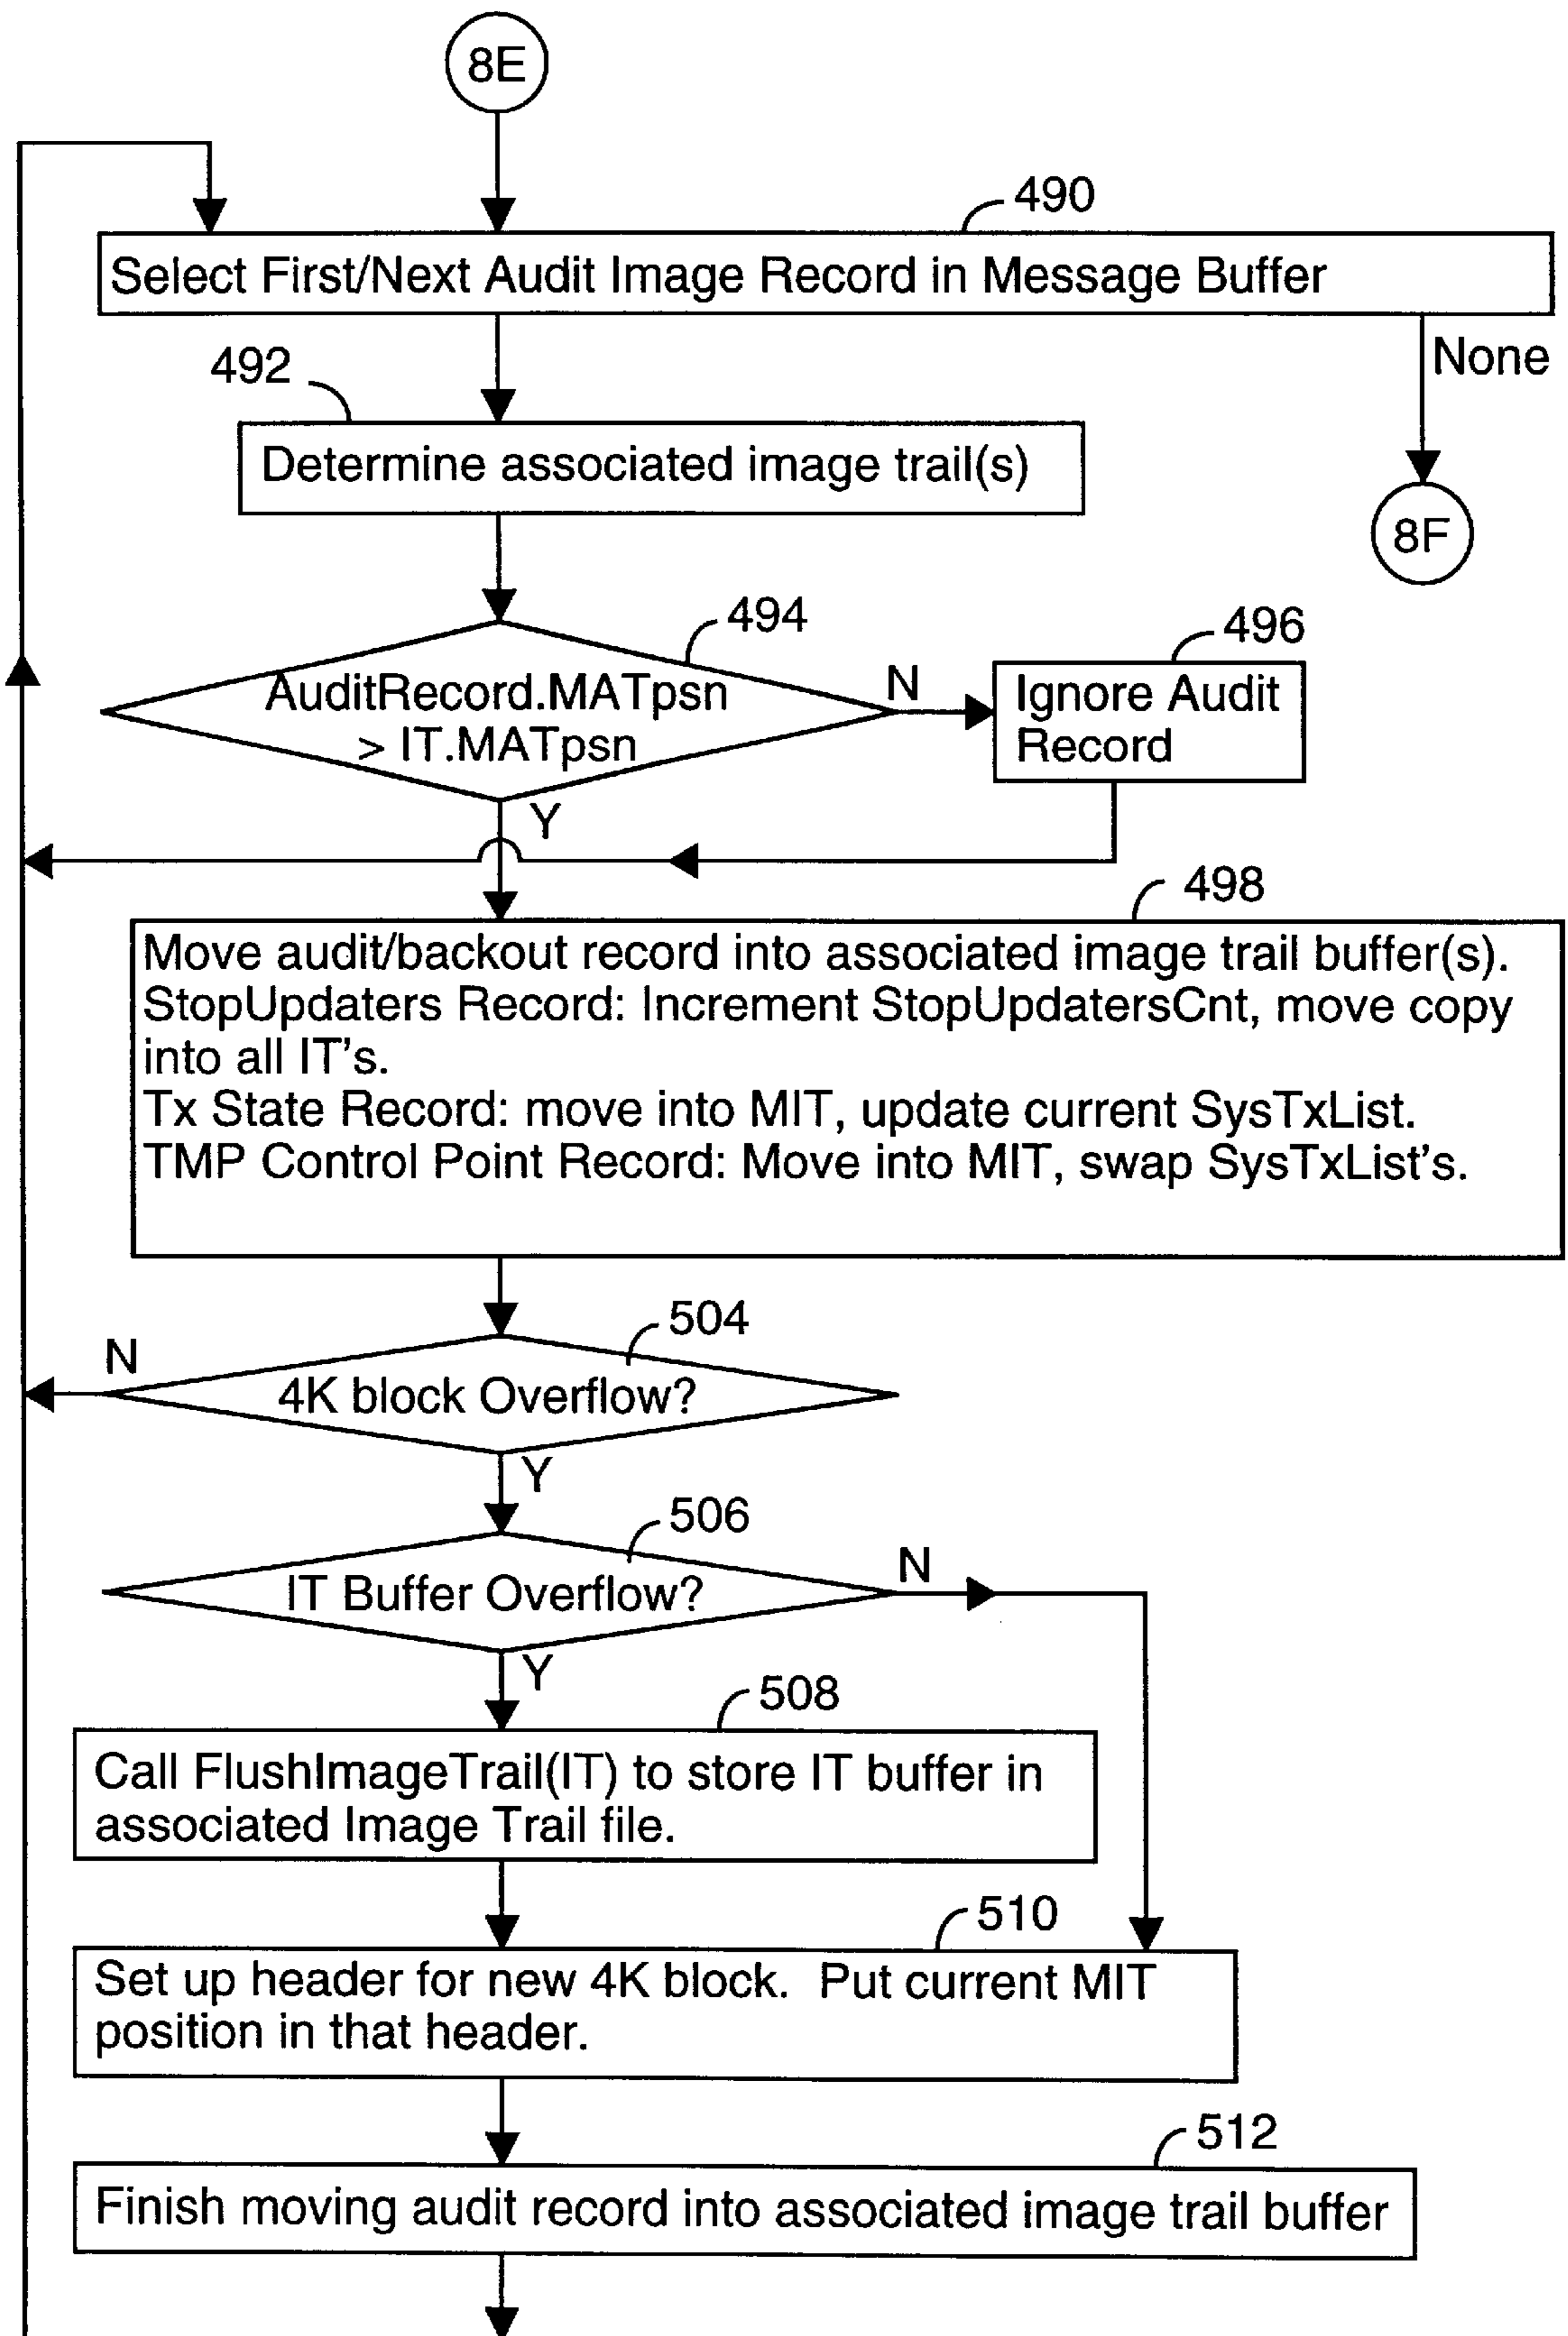 8E
490
Select First/Next Audit Image Record in Message Buffer
None
492
Determine associated image trail(s)
8F
494
496
AuditRecord.MATpsn
> IT.MATpsn
N
Ignore Audit
Record
Y
498
Move audit/backout record into associated image trail buffer(s).
StopUpdaters Record: Increment StopUpdatersCnt, move copy
into all IT's.
Tx State Record: move into MIT, update current SysTxList.
TMP Control Point Record: Move into MIT, swap SysTxList's.
504
N
4K block Overflow?
Y
506
IT Buffer Overflow?
N
Y
508
Call FlushImageTrail(IT) to store IT buffer in
associated Image Trail file.
510
Set up header for new 4K block. Put current MIT
position in that header.
512
Finish moving audit record into associated image trail buffer